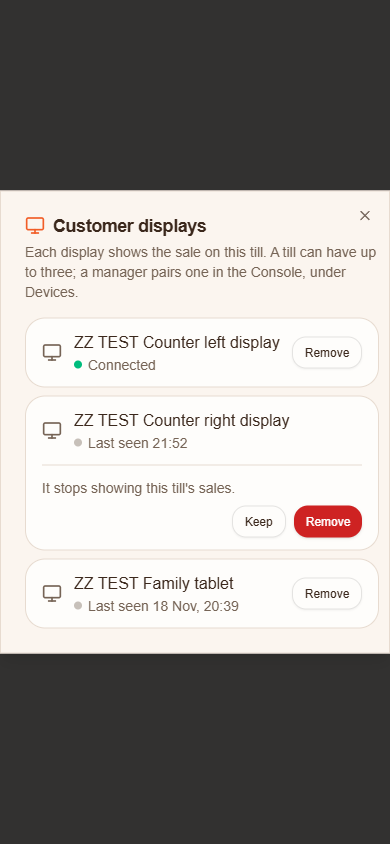 Customer displays
Each display shows the sale on this till. A till can have up
to three; a manager pairs one in the Console, under
Devices.
ZZ TEST Counter left display
Connected
Remove
ZZ TEST Counter right display
Last seen 21:52
It stops showing this till's sales.
Keep
Remove
ZZ TEST Family tablet
Last seen 18 Nov, 20:39
Remove